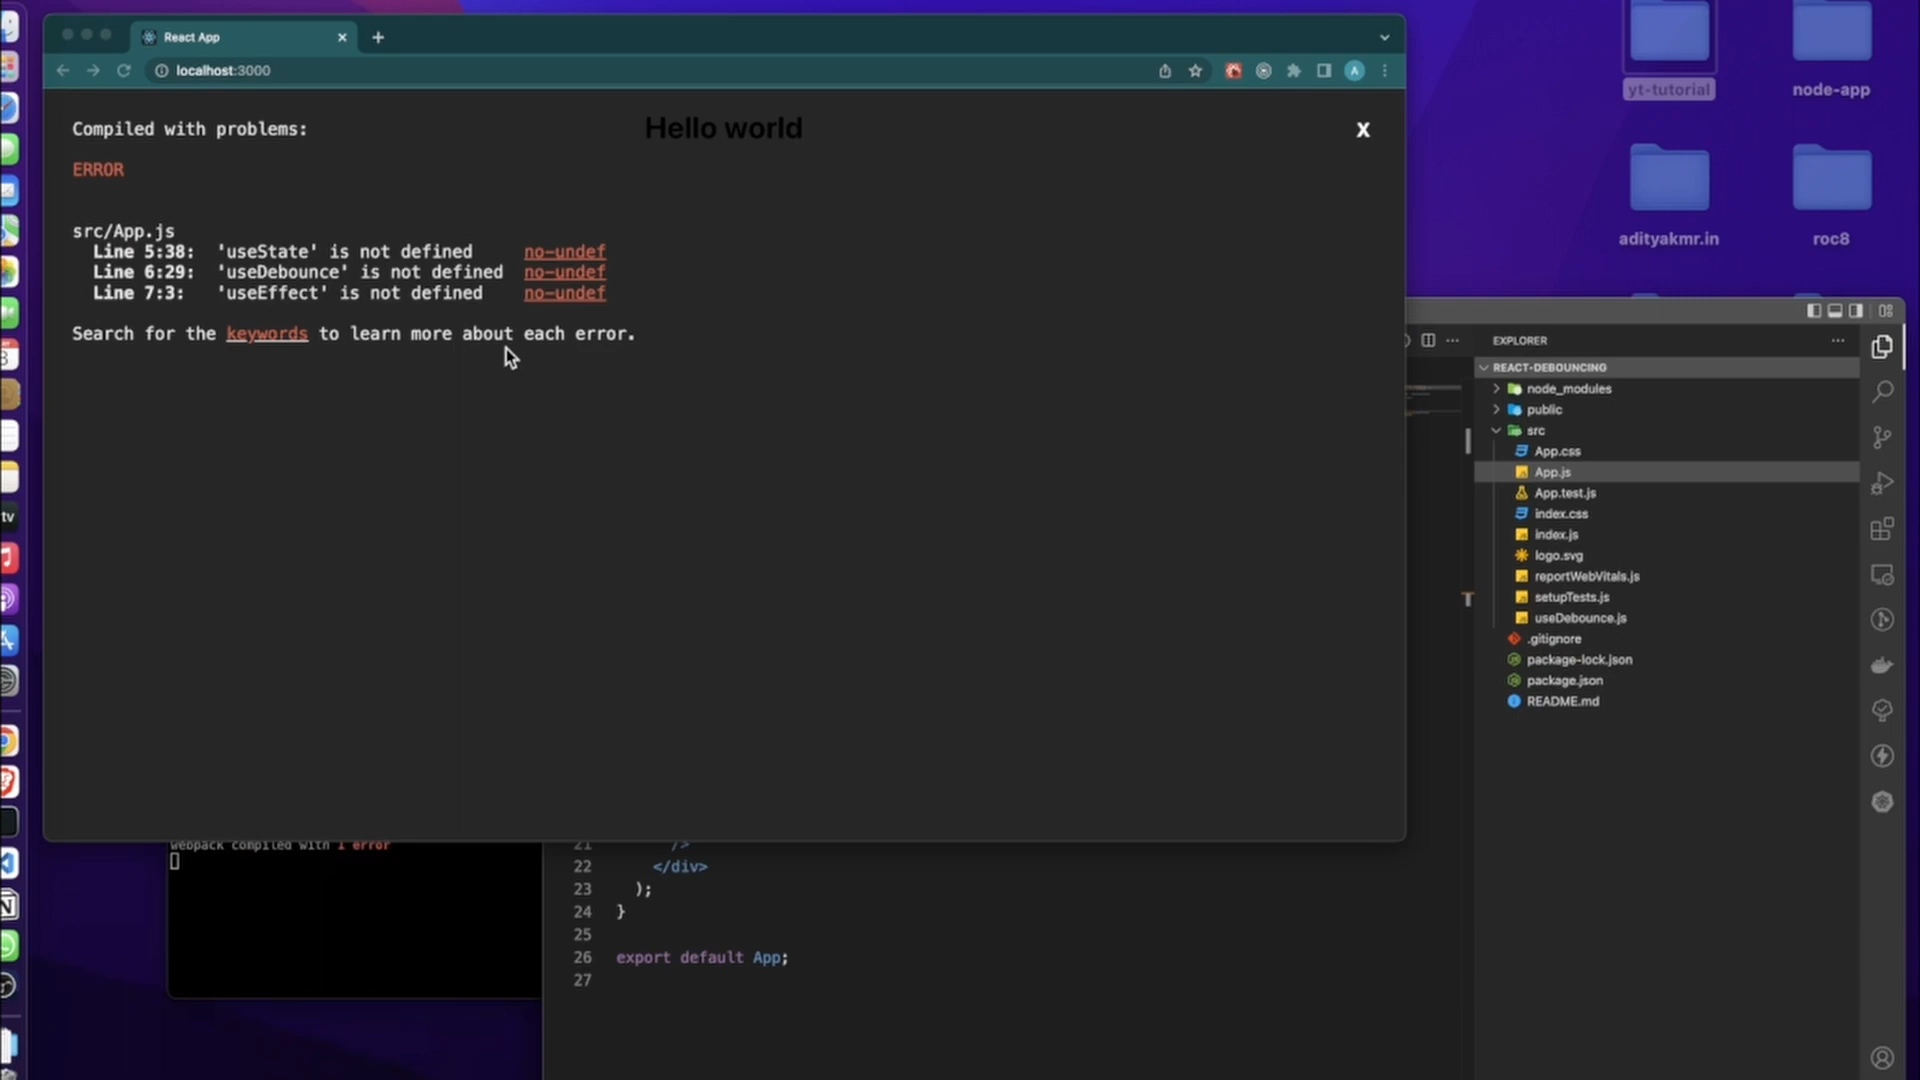 React App
localhost:3000
A
Compiled with problems:
Hello world
X
ERROR
src/App.js
Line 5:38: 'useState' is not defined no-undef
Line 6:29: 'useDebounce' is not defined no-undef
Line 7:3: 'useEffect' is not defined no-undef
Search for the keywords to learn more about each error.
yt-tutorial
node-app
adityakmr.in
roc8
EXPLORER
REACT-DEBOUNCING
node_modules
public
src
App.css
App.js
App.test.js
index.css
index.js
logo.svg
reportWebVitals.js
setupTests.js
useDebounce.js
.gitignore
package-lock.json
package.json
README.md
webpack compiled with 1 error
21 />
22 </div>
23 );
24 }
25
26 export default App;
27
tv